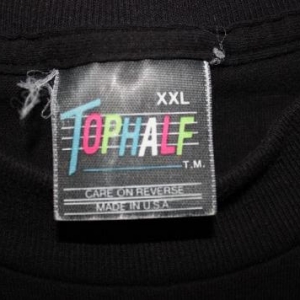 XXL
TOPHALF
T.M.
CARE ON REVERSE
MADE IN U.S.A.